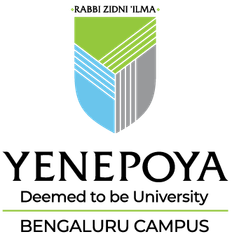 •RABBI ZIDNI 'ILMA•
YENEPOYA
Deemed to be University
BENGALURU CAMPUS